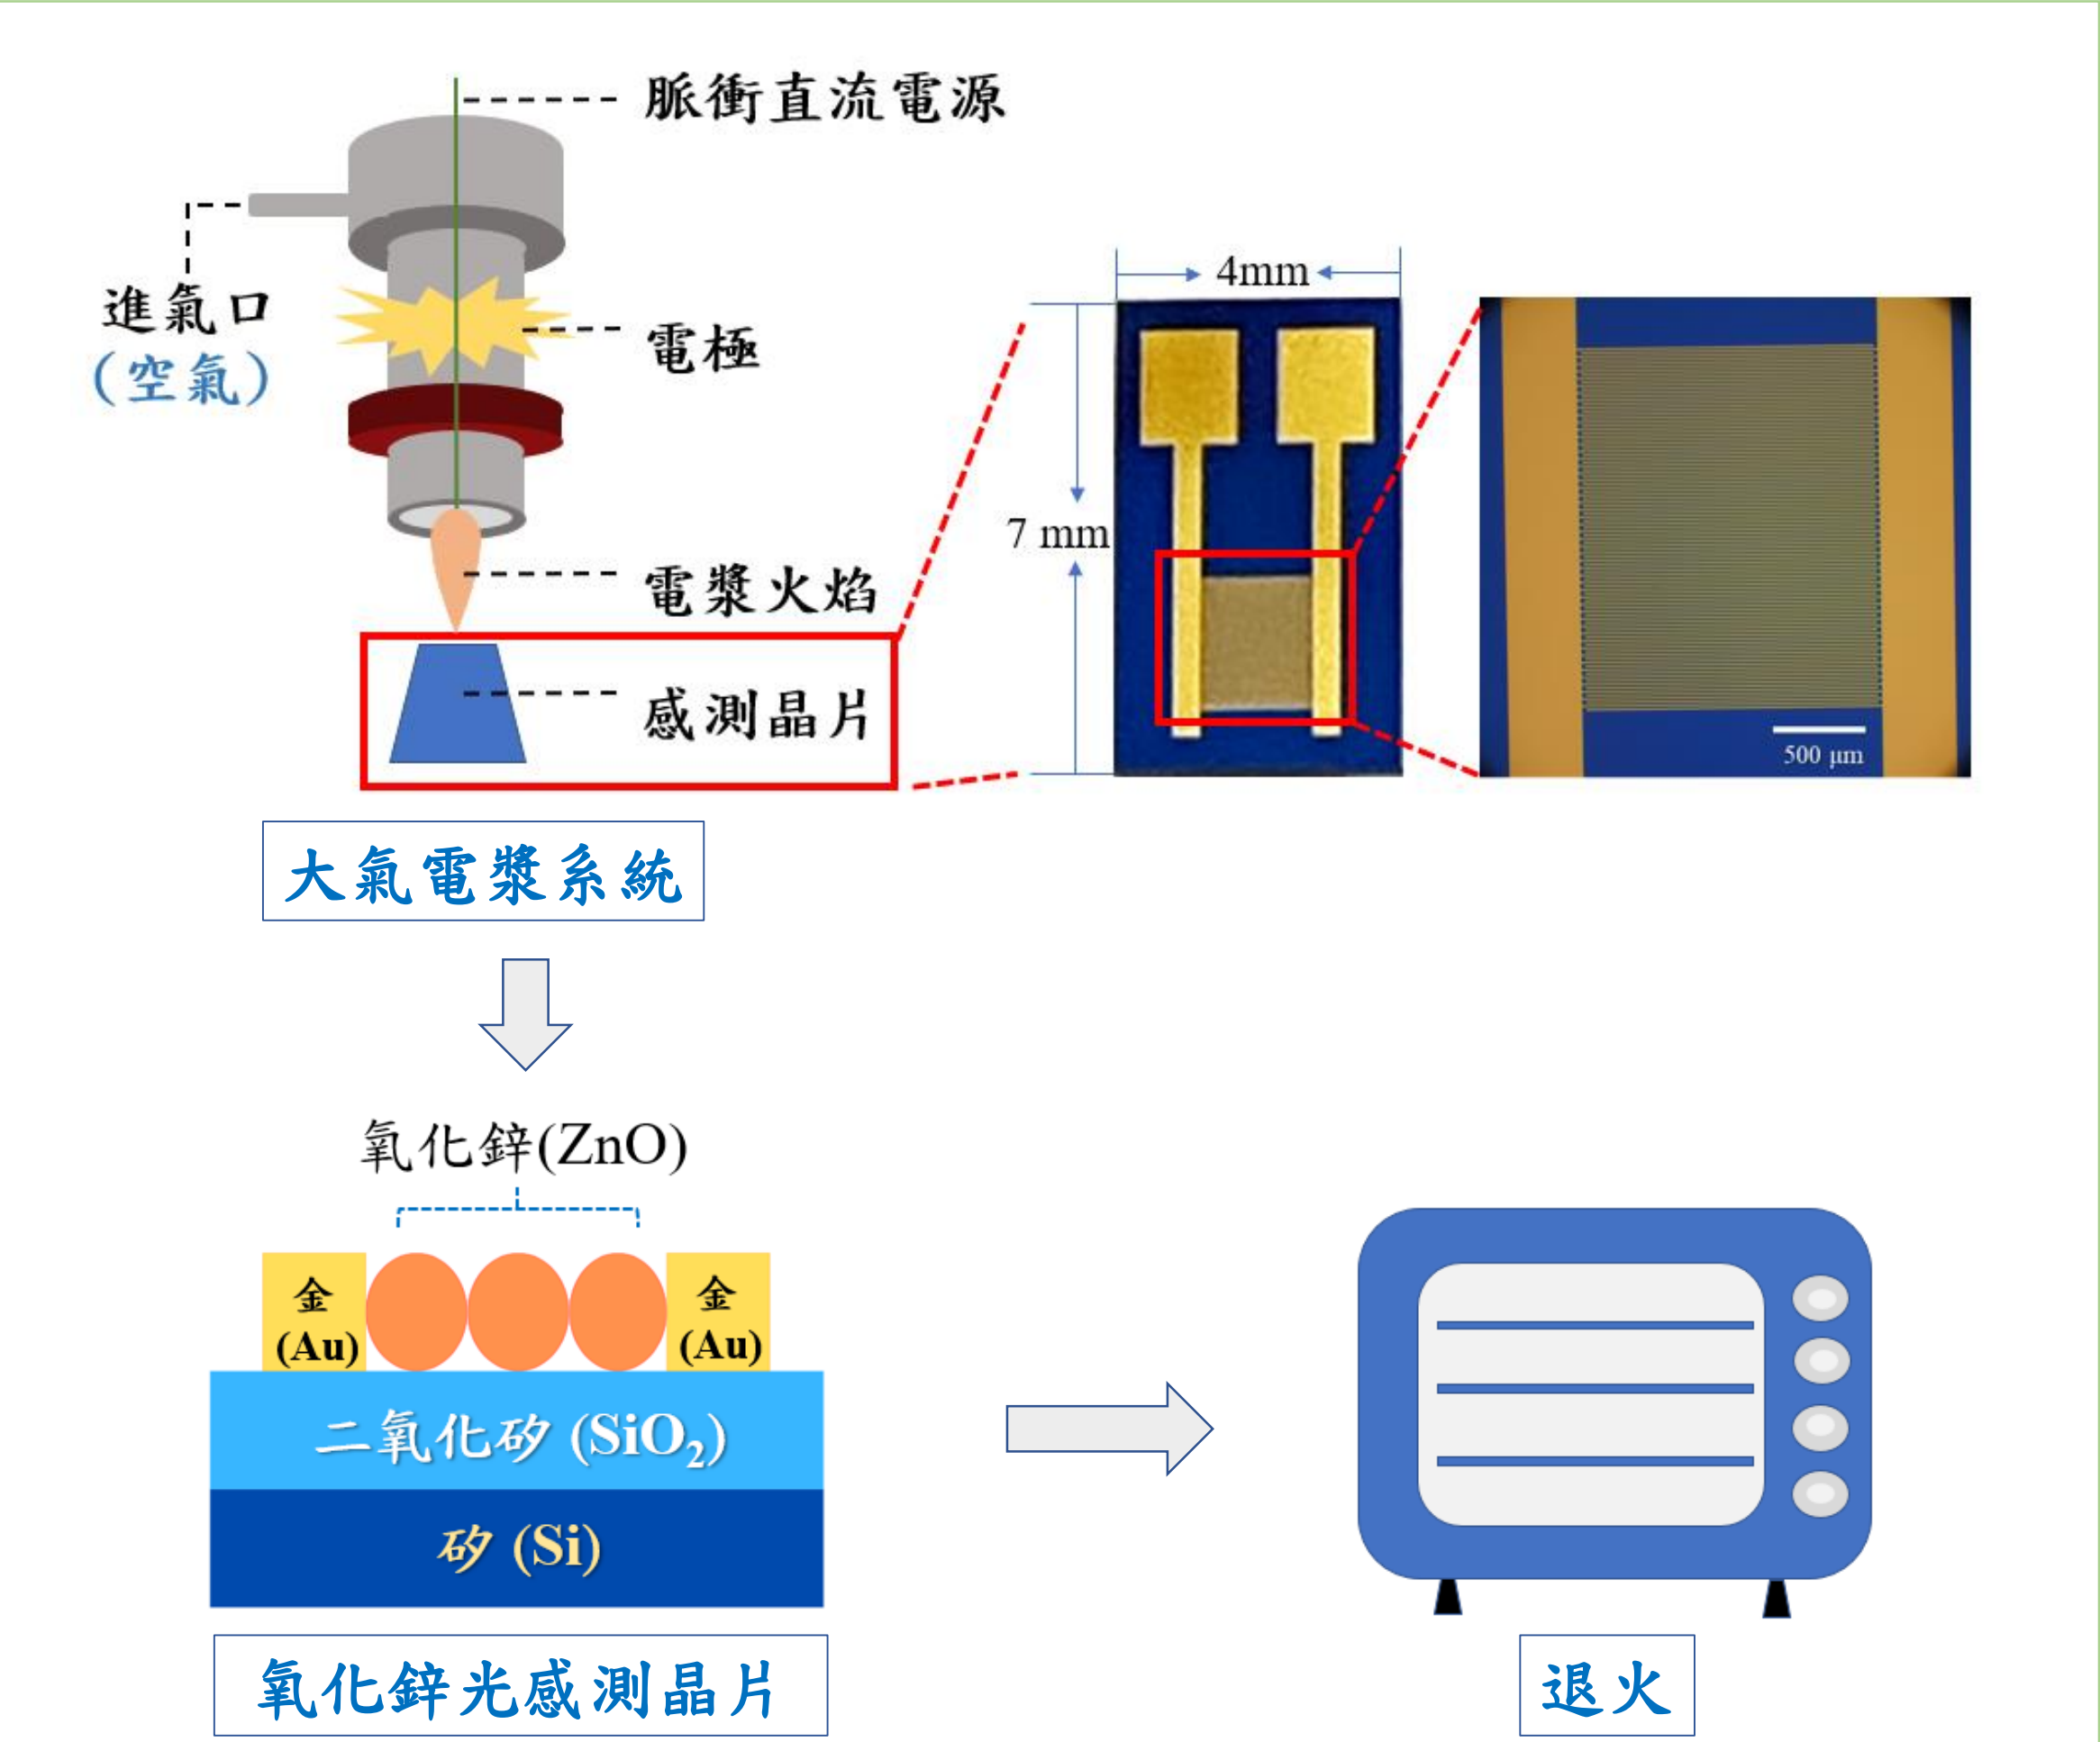 脈衝直流電源
進氣口
(空氣)
電極
4mm
7 mm
電漿火焰
感測晶片
500 μm
大氣電漿系統
氧化鋅(ZnO)
金
(Au)
金
(Au)
二氧化矽 (SiO₂)
矽 (Si)
氧化鋅光感測晶片
退火